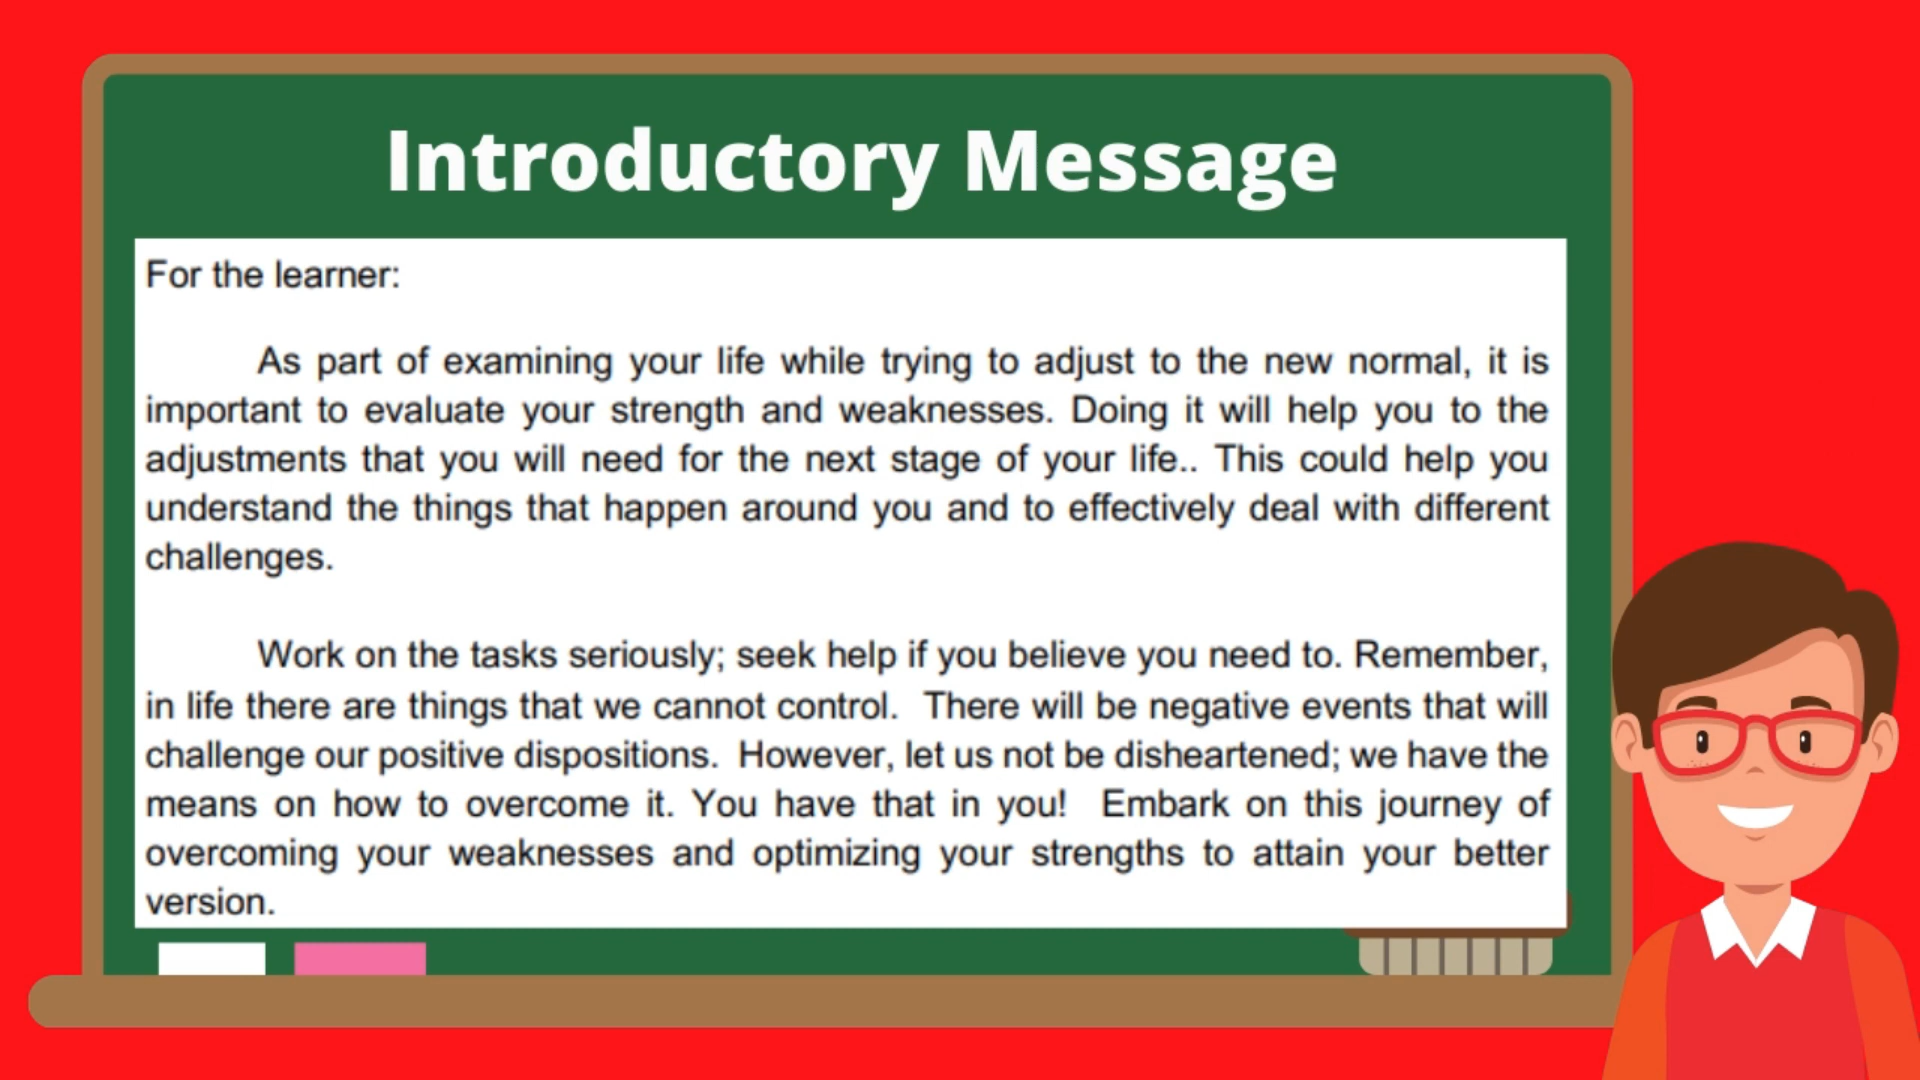 Introductory Message
For the learner:
As part of examining your life while trying to adjust to the new normal, it is
important to evaluate your strength and weaknesses. Doing it will help you to the
adjustments that you will need for the next stage of your life.. This could help you
understand the things that happen around you and to effectively deal with different
challenges.
Work on the tasks seriously; seek help if you believe you need to. Remember,
in life there are things that we cannot control.  There will be negative events that will
challenge our positive dispositions.  However, let us not be disheartened; we have the
means on how to overcome it. You have that in you!  Embark on this journey of
overcoming your weaknesses and optimizing your strengths to attain your better
version.